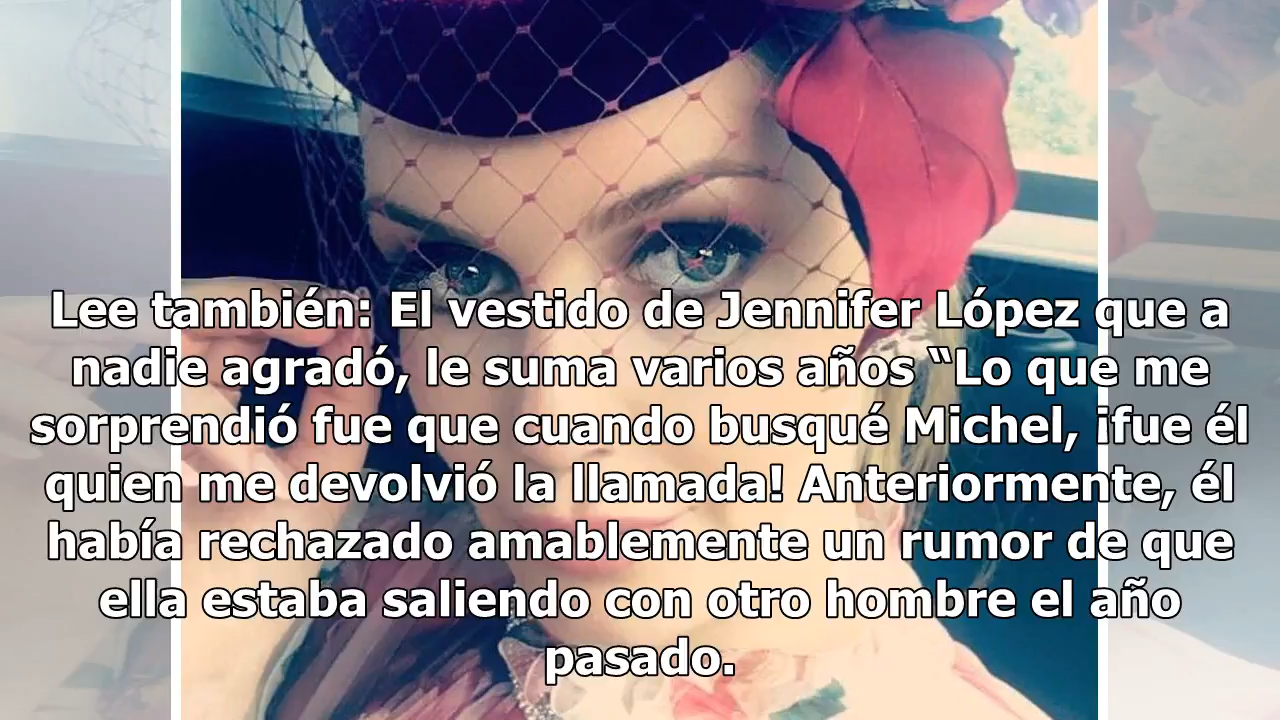 Lee también: El vestido de Jennifer López que a
nadie agradó, le suma varios años “Lo que me
sorprendió fue que cuando busqué Michel, ¡fue él
quien me devolvió la llamada! Anteriormente, él
había rechazado amablemente un rumor de que
ella estaba saliendo con otro hombre el año
pasado.